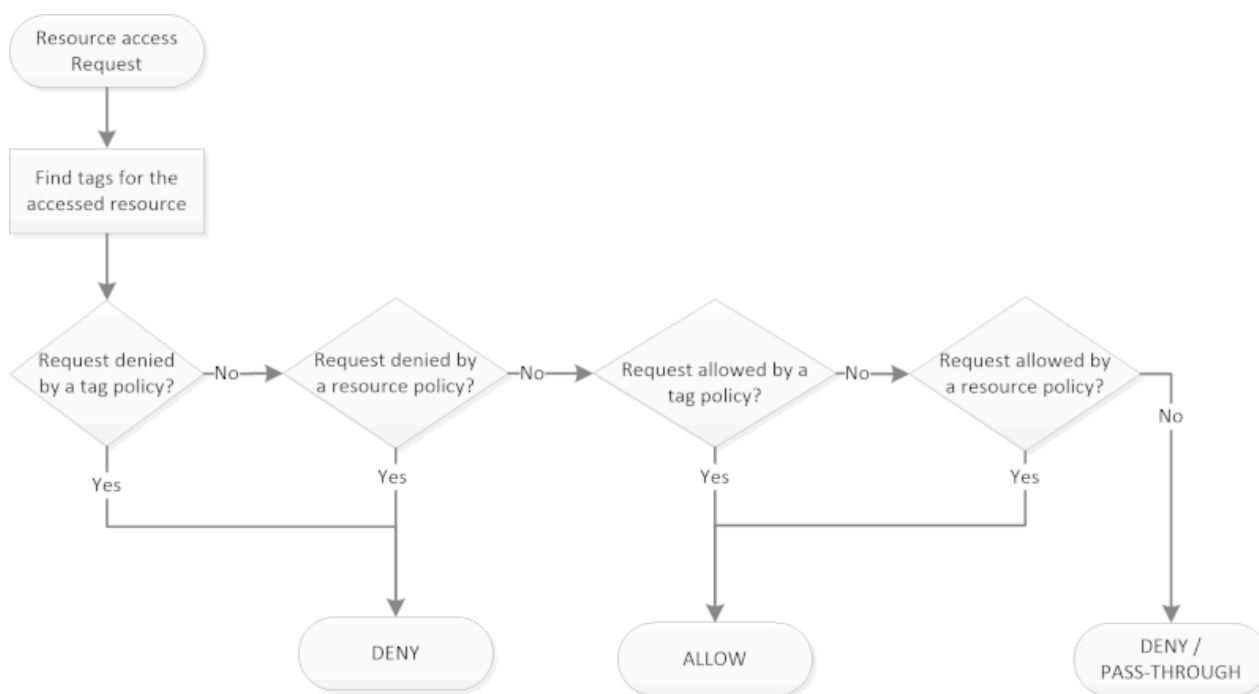 Resource access
Request
Find tags for the
accessed resource
Request denied
by a tag policy?
No
Request denied by
a resource policy?
No
Request allowed by a
tag policy?
No
Request allowed by
a resource policy?
No
Yes
Yes
Yes
Yes
DENY
ALLOW
DENY /
PASS-THROUGH